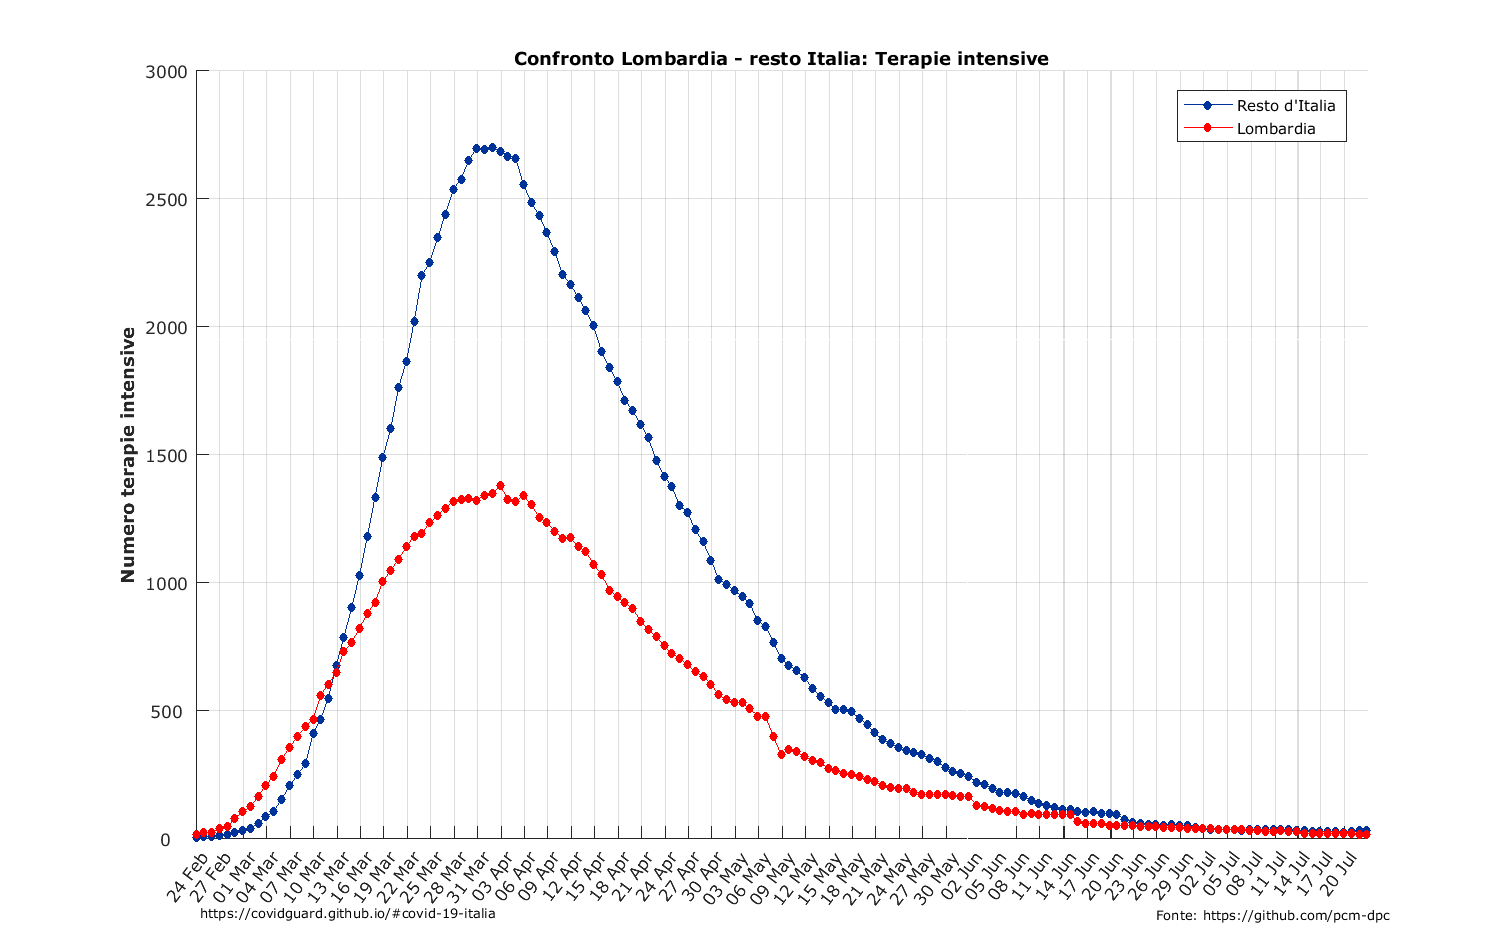 Confronto Lombardia - resto Italia: Terapie intensive
3000
2500
2000
1500
1000
500
0
Numero terapie intensive
Resto d'Italia
Lombardia
24 Feb
27 Feb
01 Mar
04 Mar
07 Mar
10 Mar
13 Mar
16 Mar
19 Mar
22 Mar
25 Mar
28 Mar
31 Mar
03 Apr
06 Apr
09 Apr
12 Apr
15 Apr
18 Apr
21 Apr
24 Apr
27 Apr
30 Apr
03 May
06 May
09 May
12 May
15 May
18 May
21 May
24 May
27 May
30 May
02 Jun
05 Jun
08 Jun
11 Jun
14 Jun
17 Jun
20 Jun
23 Jun
26 Jun
29 Jun
02 Jul
05 Jul
08 Jul
11 Jul
14 Jul
17 Jul
20 Jul
https://covidguard.github.io/#covid-19-italia
Fonte: https://github.com/pcm-dpc